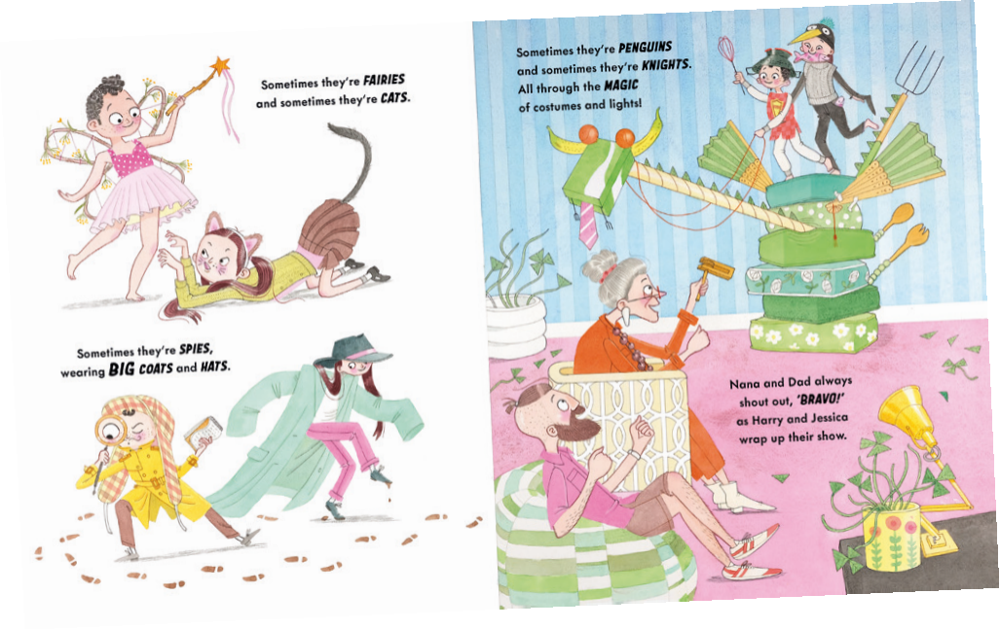 Sometimes they're FAIRIES
and sometimes they're CATS.
Sometimes they're SPIES,
wearing BIG COATS and HATS.
Sometimes they're PENGUINS
and sometimes they're KNIGHTS.
All through the MAGIC
of costumes and lights!
Nana and Dad always
shout out, 'BRAVO!'
as Harry and Jessica
wrap up their show.